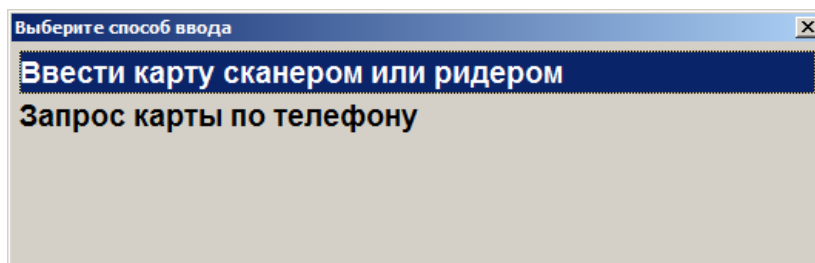 Выберите способ ввода
Ввести карту сканером или ридером
Запрос карты по телефону